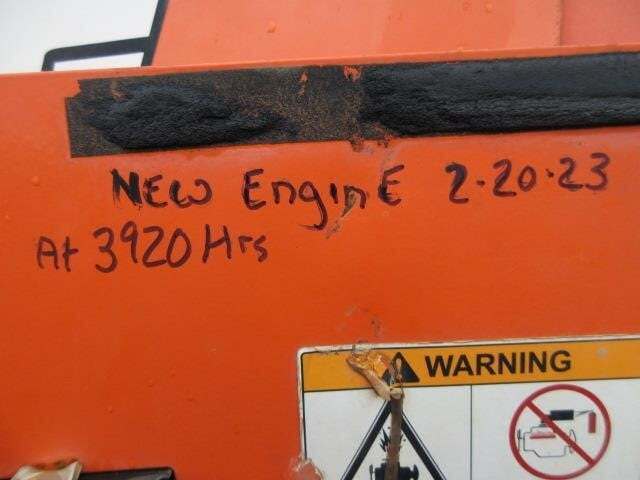 NEW EnginE 2-20-23
At 3920 Hrs
WARNING